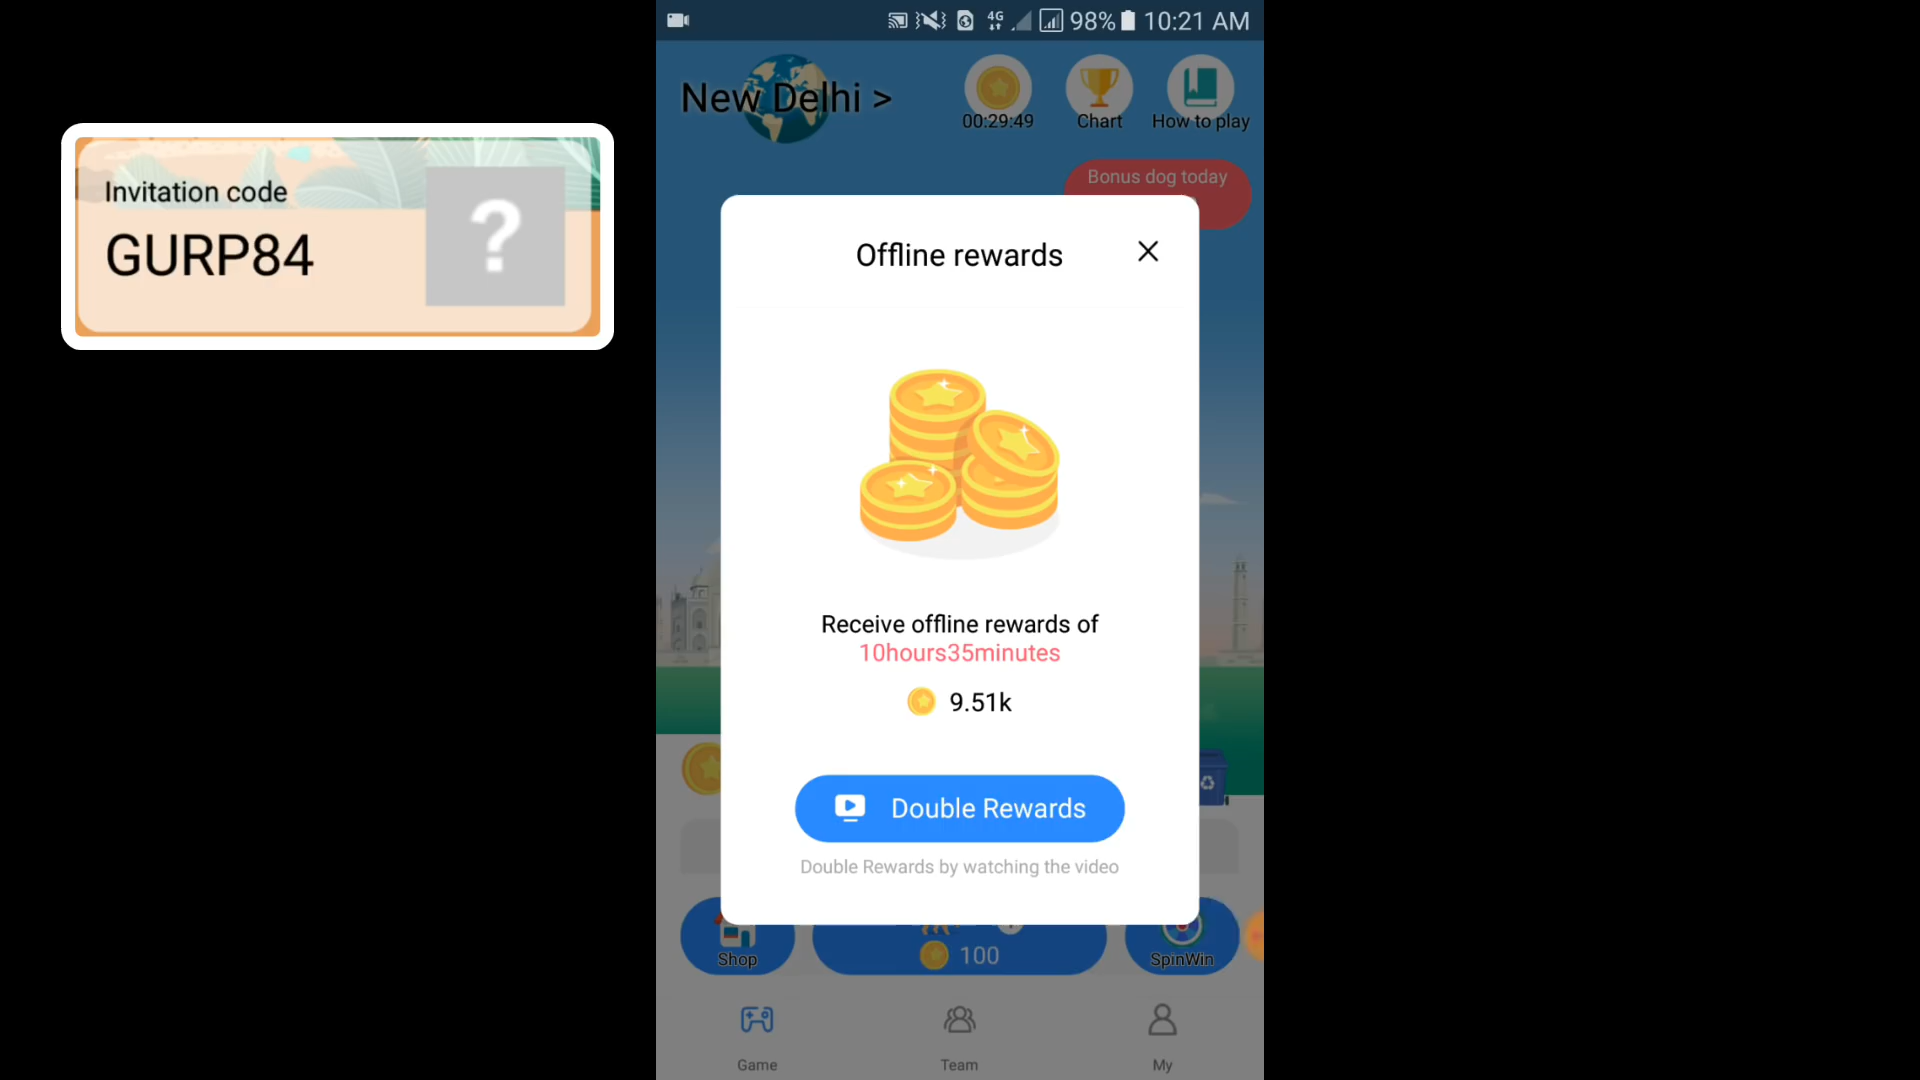 98% 10:21 AM
4G
New Delhi >
00:29:49
Chart
How to play
Bonus dog today
Invitation code
GURP84
?
Offline rewards
Receive offline rewards of
10hours35minutes
9.51k
Double Rewards
Double Rewards by watching the video
Shop
100
SpinWin
Game
Team
My